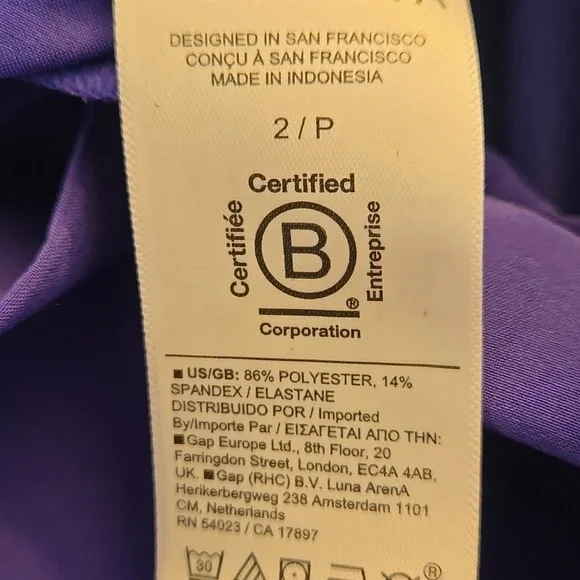 DESIGNED IN SAN FRANCISCO
CONÇU À SAN FRANCISCO
MADE IN INDONESIA
2 / P
Certified
Certifiée
B
Entreprise
®
Corporation
■ US/GB: 86% POLYESTER, 14%
SPANDEX / ELASTANE
DISTRIBUIDO POR / Imported
By/Importe Par / ΕΙΣΑΓΕΤΑΙ ΑΠΟ ΤΗΝ:
■ Gap Europe Ltd., 8th Floor, 20
Farringdon Street, London, EC4A 4AB,
UK. ■ Gap (RHC) B.V. Luna ArenA
Herikerbergweg 238 Amsterdam 1101
CM, Netherlands
RN 54023 / CA 17897
30
®